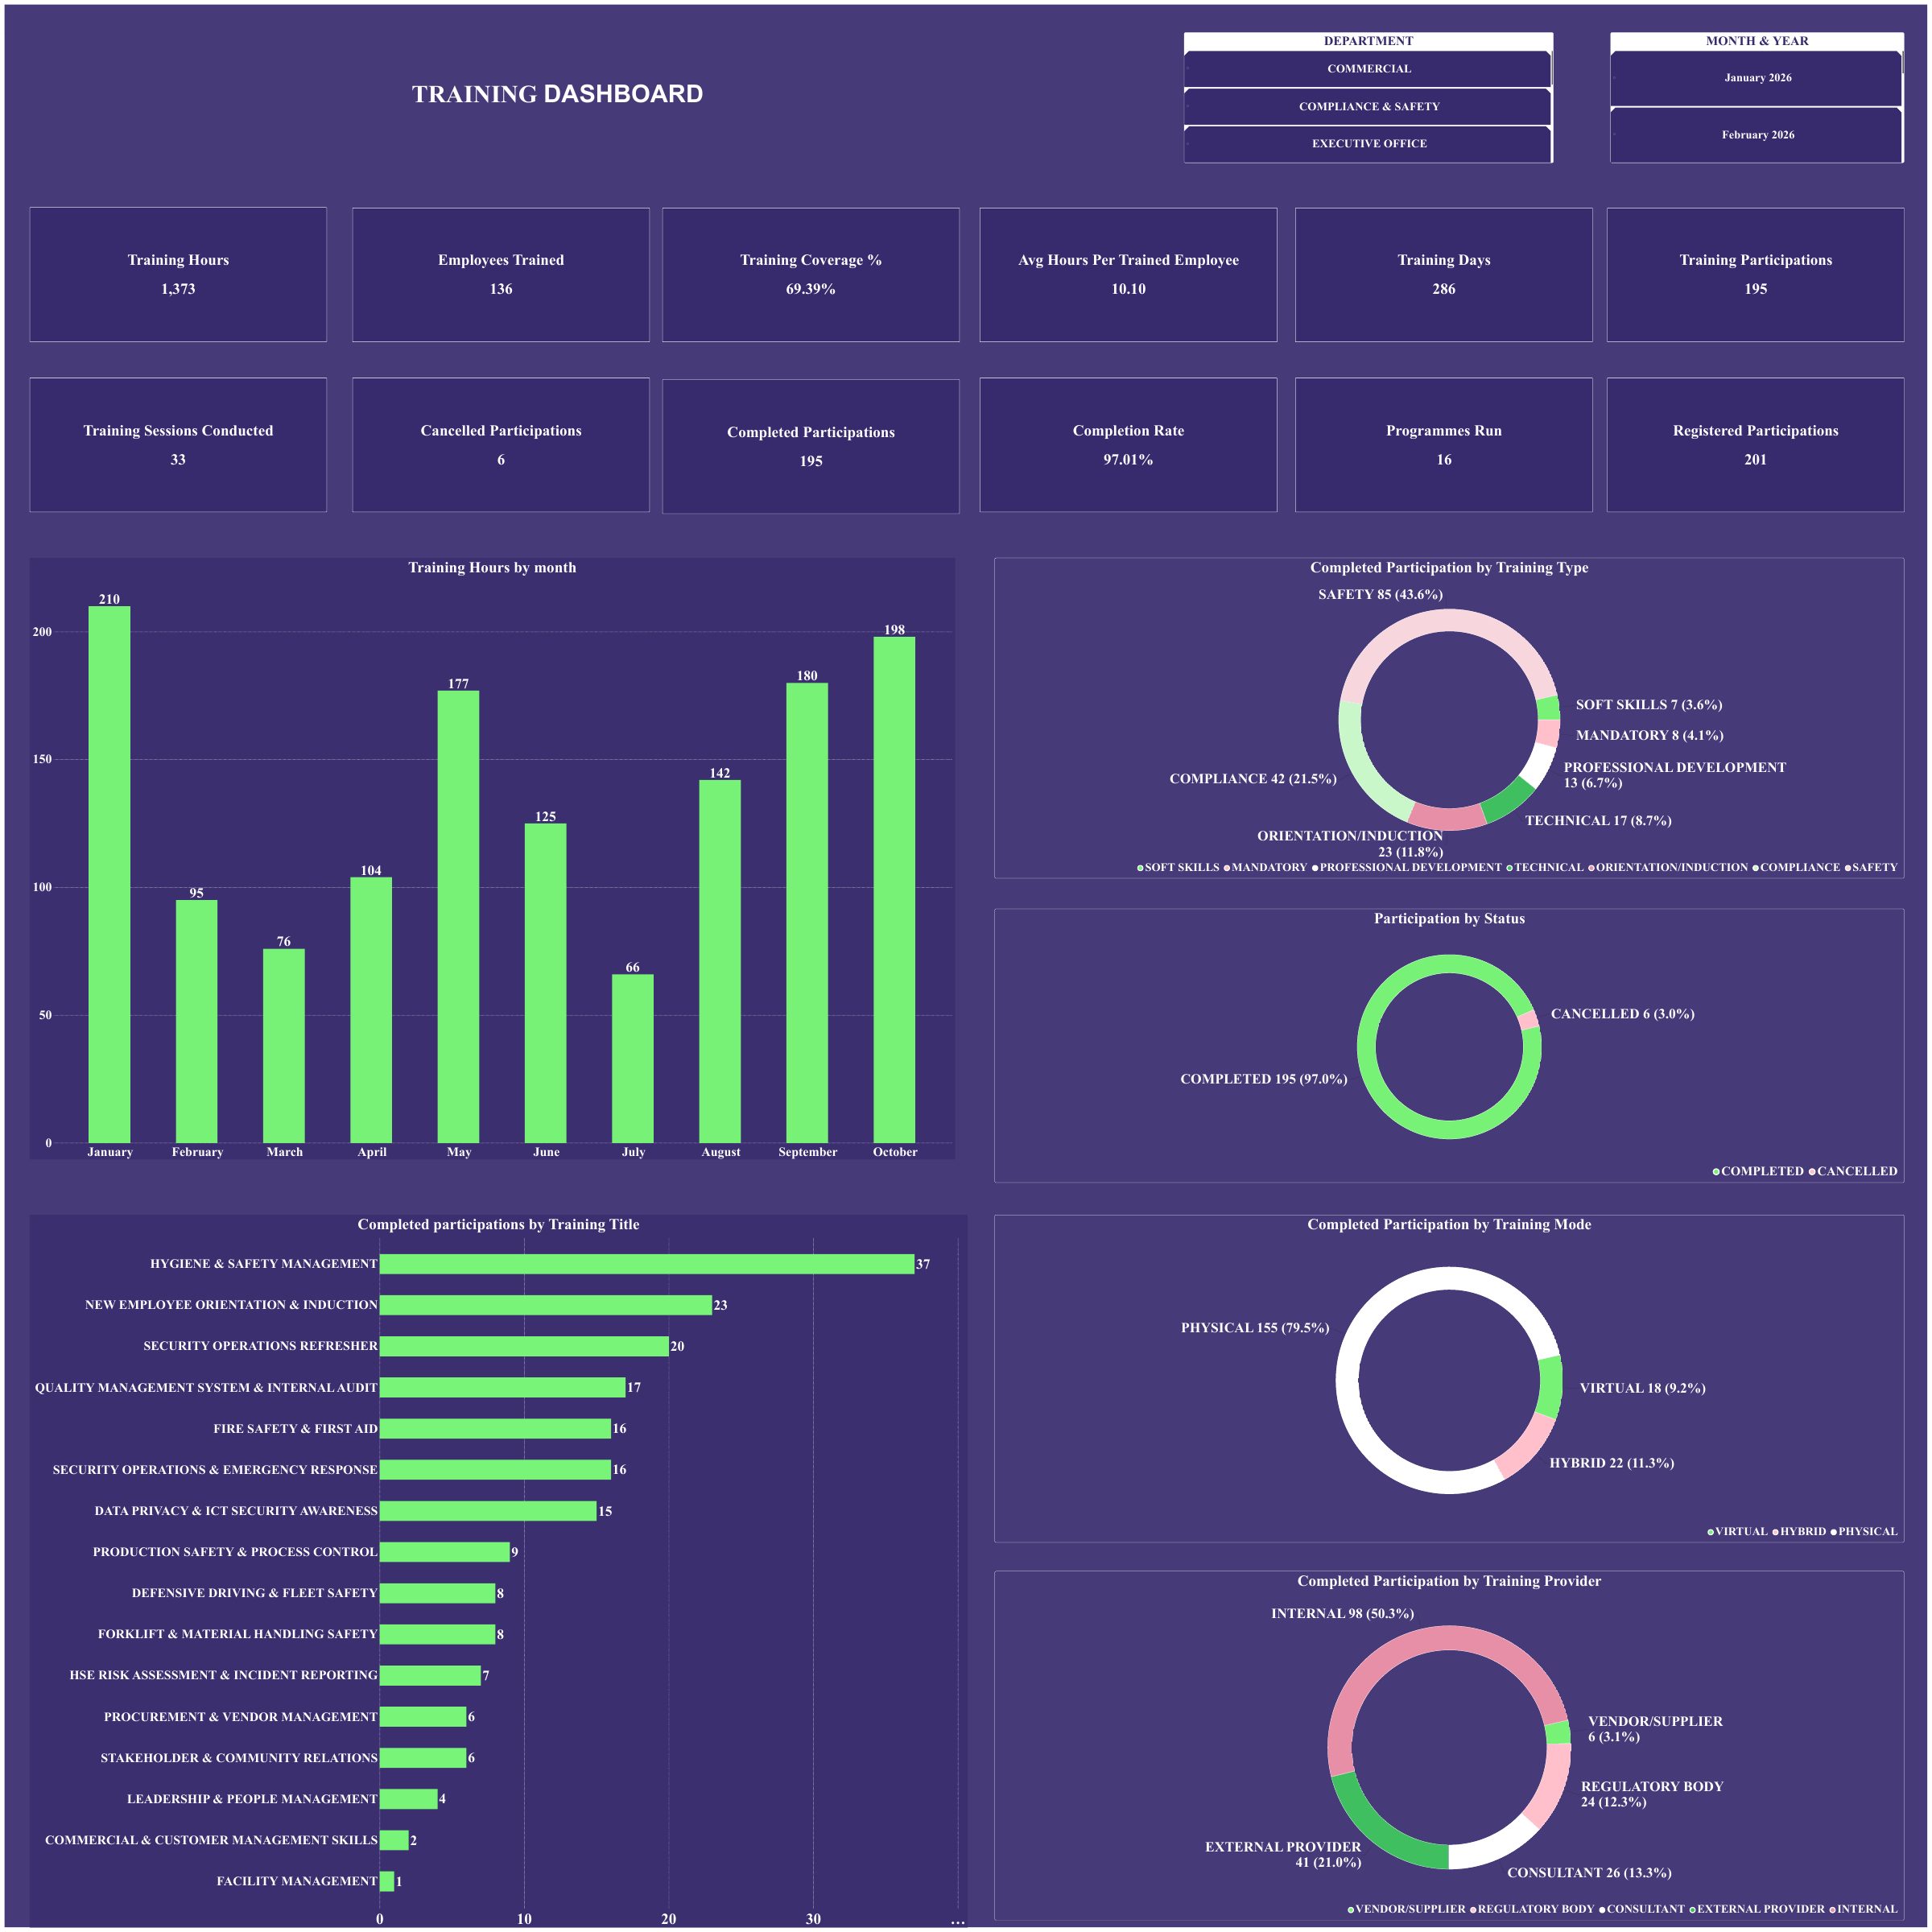 TRAINING DASHBOARD
DEPARTMENT
COMMERCIAL
COMPLIANCE & SAFETY
EXECUTIVE OFFICE
MONTH & YEAR
January 2026
February 2026
Training Hours
1,373
Employees Trained
136
Training Coverage %
69.39%
Avg Hours Per Trained Employee
10.10
Training Days
286
Training Participations
195
Training Sessions Conducted
33
Cancelled Participations
6
Completed Participations
195
Completion Rate
97.01%
Programmes Run
16
Registered Participations
201
Training Hours by month
200
150
100
50
0
210
95
76
104
177
125
66
142
180
198
January
February
March
April
May
June
July
August
September
October
Completed Participation by Training Type
SAFETY 85 (43.6%)
SOFT SKILLS 7 (3.6%)
MANDATORY 8 (4.1%)
PROFESSIONAL DEVELOPMENT
13 (6.7%)
COMPLIANCE 42 (21.5%)
TECHNICAL 17 (8.7%)
ORIENTATION/INDUCTION
23 (11.8%)
SOFT SKILLS MANDATORY PROFESSIONAL DEVELOPMENT TECHNICAL ORIENTATION/INDUCTION COMPLIANCE SAFETY
Participation by Status
CANCELLED 6 (3.0%)
COMPLETED 195 (97.0%)
COMPLETED CANCELLED
Completed participations by Training Title
HYGIENE & SAFETY MANAGEMENT 37
NEW EMPLOYEE ORIENTATION & INDUCTION 23
SECURITY OPERATIONS REFRESHER 20
QUALITY MANAGEMENT SYSTEM & INTERNAL AUDIT 17
FIRE SAFETY & FIRST AID 16
SECURITY OPERATIONS & EMERGENCY RESPONSE 16
DATA PRIVACY & ICT SECURITY AWARENESS 15
PRODUCTION SAFETY & PROCESS CONTROL 9
DEFENSIVE DRIVING & FLEET SAFETY 8
FORKLIFT & MATERIAL HANDLING SAFETY 8
HSE RISK ASSESSMENT & INCIDENT REPORTING 7
PROCUREMENT & VENDOR MANAGEMENT 6
STAKEHOLDER & COMMUNITY RELATIONS 6
LEADERSHIP & PEOPLE MANAGEMENT 4
COMMERCIAL & CUSTOMER MANAGEMENT SKILLS 2
FACILITY MANAGEMENT 1
0 10 20 30 ...
Completed Participation by Training Mode
PHYSICAL 155 (79.5%)
VIRTUAL 18 (9.2%)
HYBRID 22 (11.3%)
VIRTUAL HYBRID PHYSICAL
Completed Participation by Training Provider
INTERNAL 98 (50.3%)
VENDOR/SUPPLIER
6 (3.1%)
REGULATORY BODY
24 (12.3%)
EXTERNAL PROVIDER
41 (21.0%)
CONSULTANT 26 (13.3%)
VENDOR/SUPPLIER REGULATORY BODY CONSULTANT EXTERNAL PROVIDER INTERNAL